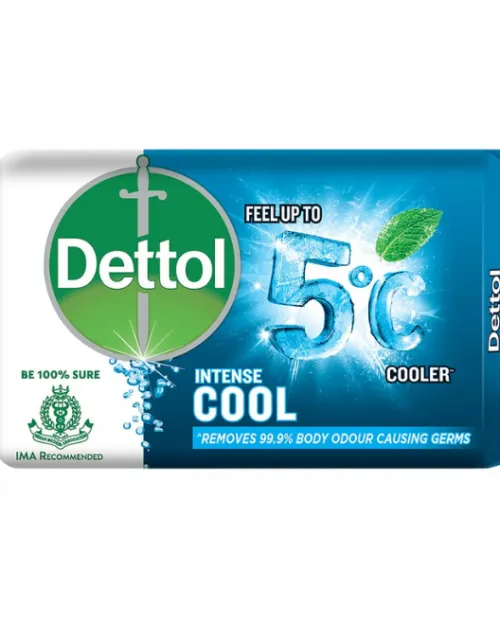 Dettol
FEEL UP TO
5°C
COOLER
BE 100% SURE
INTENSE
COOL
^REMOVES 99.9% BODY ODOUR CAUSING GERMS
IMA RECOMMENDED
Dettol